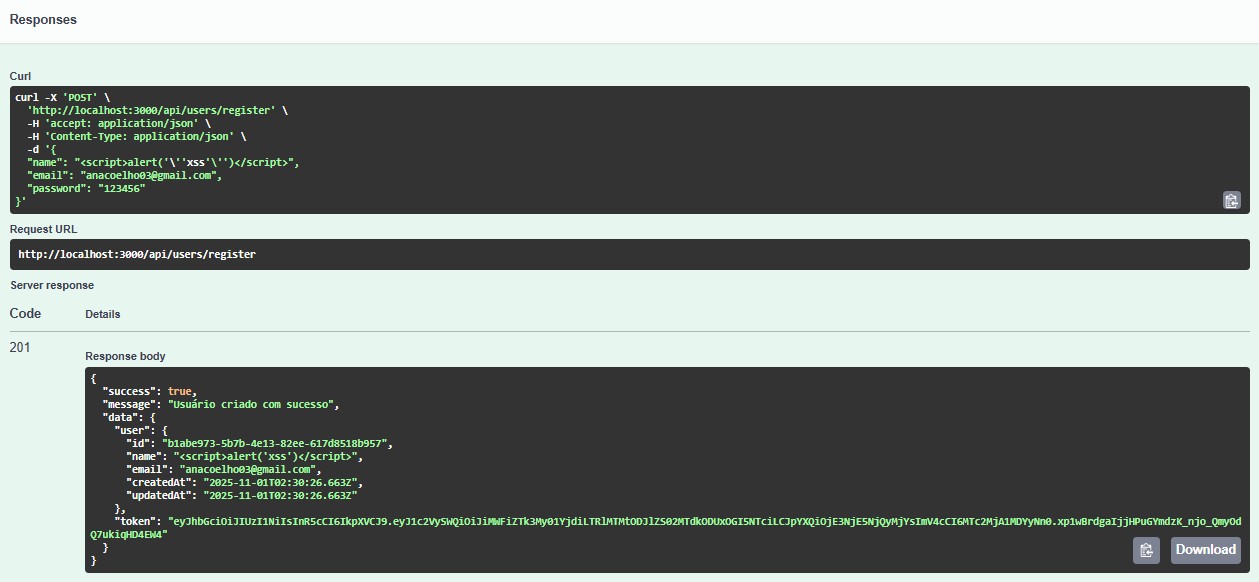 Responses
Curl
curl -X 'POST' \
  'http://localhost:3000/api/users/register' \
  -H 'accept: application/json' \
  -H 'Content-Type: application/json' \
  -d '{
  "name": "<script>alert('\''xss'\'')</script>",
  "email": "anacoelho03@gmail.com",
  "password": "123456"
}'
Request URL
http://localhost:3000/api/users/register
Server response
Code Details
201
Response body
{
  "success": true,
  "message": "Usuário criado com sucesso",
  "data": {
    "user": {
      "id": "b1abe973-5b7b-4e13-82ee-617d8518b957",
      "name": "<script>alert('xss')</script>",
      "email": "anacoelho03@gmail.com",
      "createdAt": "2025-11-01T02:30:26.663Z",
      "updatedAt": "2025-11-01T02:30:26.663Z"
    },
    "token": "eyJhbGciOiJIUzI1NiIsInR5cCI6IkpXVCJ9.eyJ1c2VySWQiOiJiMWFiZTk3My01YjdiLTRlMTMtODJlZS02MTdkODUxOGI5NTciLCJpYXQiOjE3NjE5NjQyMjYsImV4cCI6MTc2MjA1MDYyNn0.xp1wBrdgaIjjHPuGYmdzK_njo_QmyOd
Q7ukiqHD4EW4"
  }
}
Download